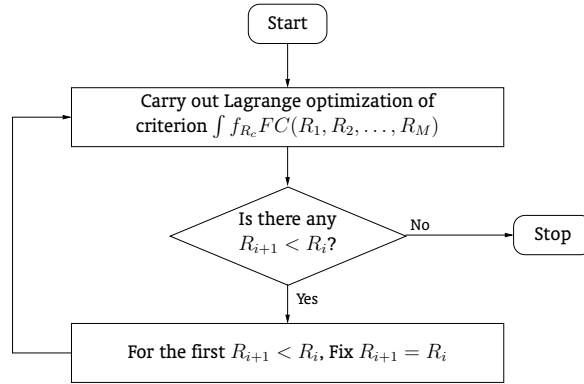 Start
Carry out Lagrange optimization of
criterion ∫ f_{R_c} FC(R_1, R_2, . . . , R_M)
Is there any
R_{i+1} < R_i?
No
Stop
Yes
For the first R_{i+1} < R_i, Fix R_{i+1} = R_i